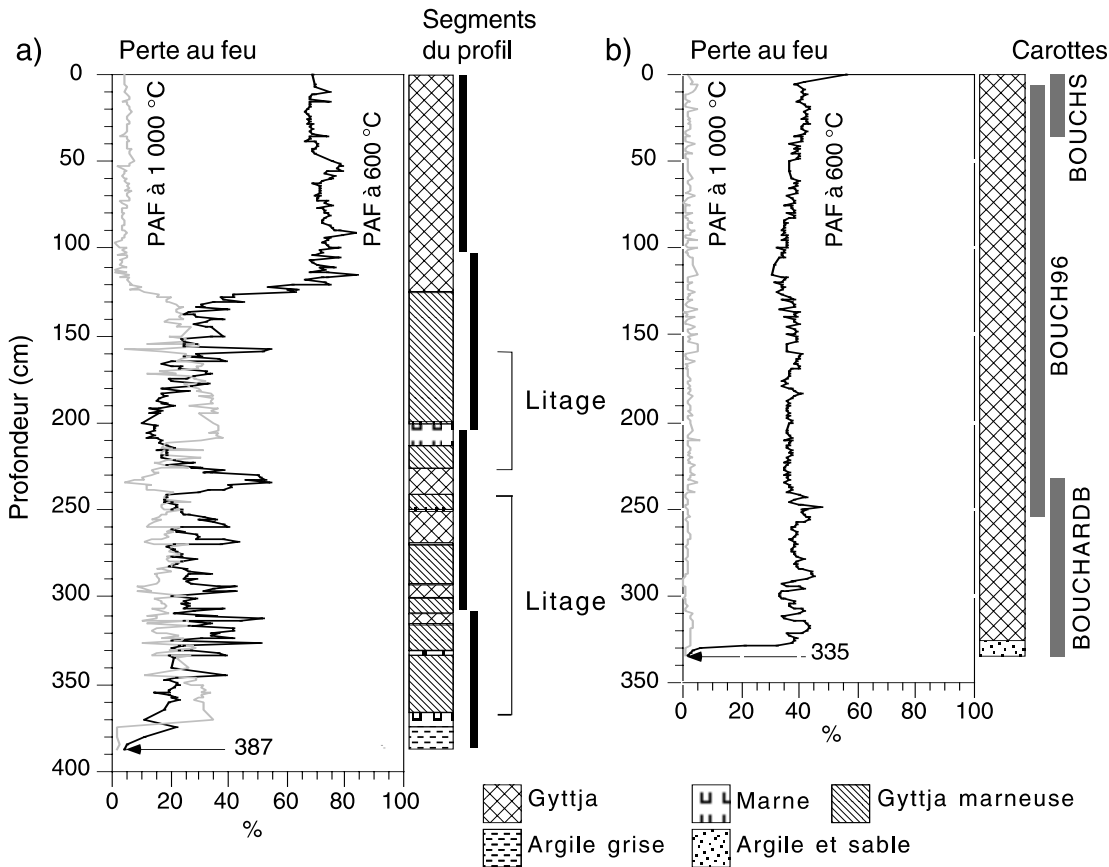 a)
Perte au feu
Segments
du profil
PAF à 1 000 °C
PAF à 600 °C
0
50
100
150
200
250
300
350
400
Profondeur (cm)
Litage
Litage
387
0 20 40 60 80 100
%
b)
Perte au feu
Carottes
PAF à 1 000 °C
PAF à 600 °C
0
50
100
150
200
250
300
350
BOUCHS
BOUCH96
BOUCHARDB
335
0 20 40 60 80 100
%
Gyttja
Marne
Gyttja marneuse
Argile grise
Argile et sable